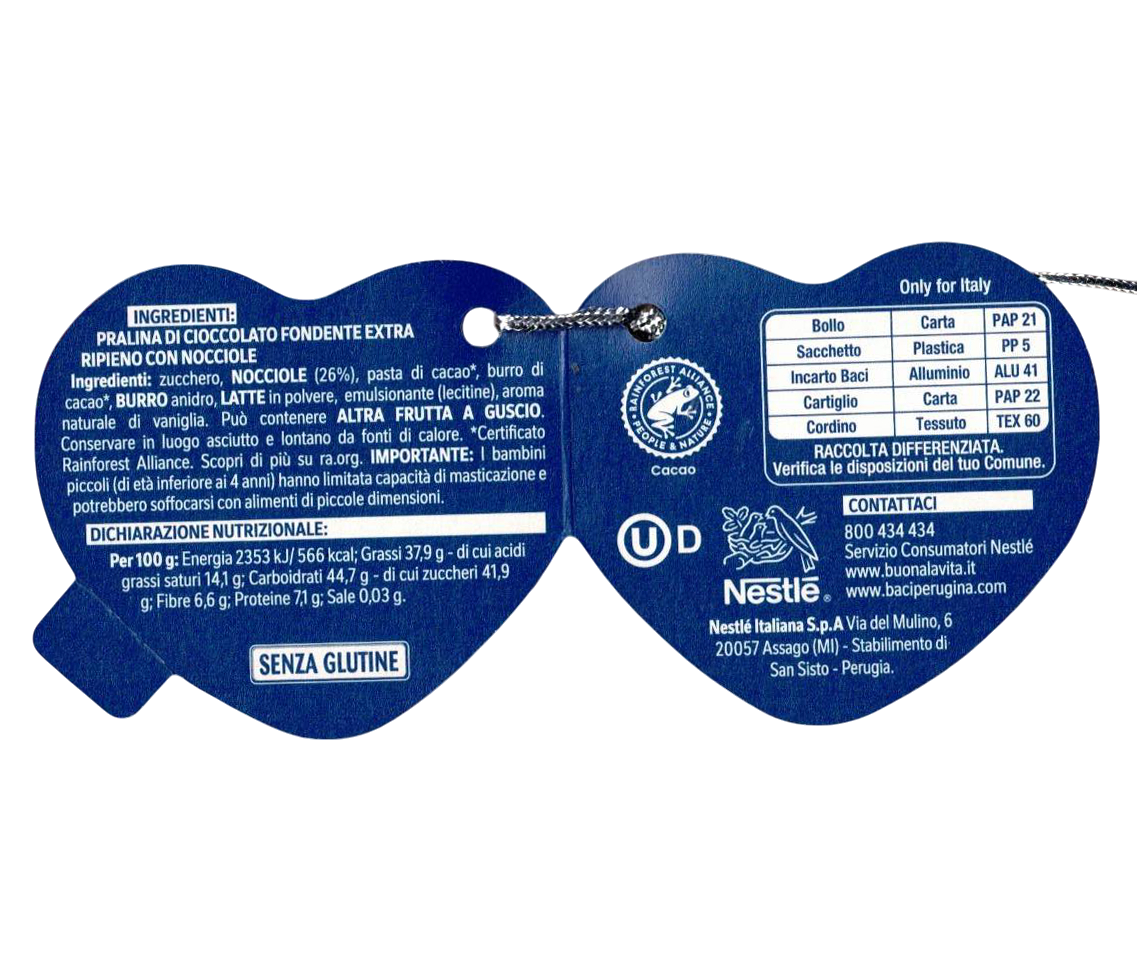 INGREDIENTI:
PRALINA DI CIOCCOLATO FONDENTE EXTRA
RIPIENO CON NOCCIOLE
Ingredienti: zucchero, NOCCIOLE (26%), pasta di cacao*, burro di
cacao*, BURRO anidro, LATTE in polvere, emulsionante (lecitine), aroma
naturale di vaniglia. Può contenere ALTRA FRUTTA A GUSCIO.
Conservare in luogo asciutto e lontano da fonti di calore. *Certificato
Rainforest Alliance. Scopri di più su ra.org. IMPORTANTE: I bambini
piccoli (di età inferiore ai 4 anni) hanno limitata capacità di masticazione e
potrebbero soffocarsi con alimenti di piccole dimensioni.
DICHIARAZIONE NUTRIZIONALE:
Per 100 g: Energia 2353 kJ/ 566 kcal; Grassi 37,9 g - di cui acidi
grassi saturi 14,1 g; Carboidrati 44,7 g - di cui zuccheri 41,9
g; Fibre 6,6 g; Proteine 7,1 g; Sale 0,03 g.
SENZA GLUTINE
Only for Italy
Bollo Carta PAP 21
Sacchetto Plastica PP 5
Incarto Baci Alluminio ALU 41
Cartiglio Carta PAP 22
Cordino Tessuto TEX 60
RACCOLTA DIFFERENZIATA.
Verifica le disposizioni del tuo Comune.
RAINFOREST ALLIANCE
PEOPLE & NATURE
Cacao
CONTATTACI
800 434 434
Servizio Consumatori Nestlé
www.buonalavita.it
www.baciperugina.com
U D
Nestlé®
Nestlé Italiana S.p.A Via del Mulino, 6
20057 Assago (MI) - Stabilimento di
San Sisto - Perugia.